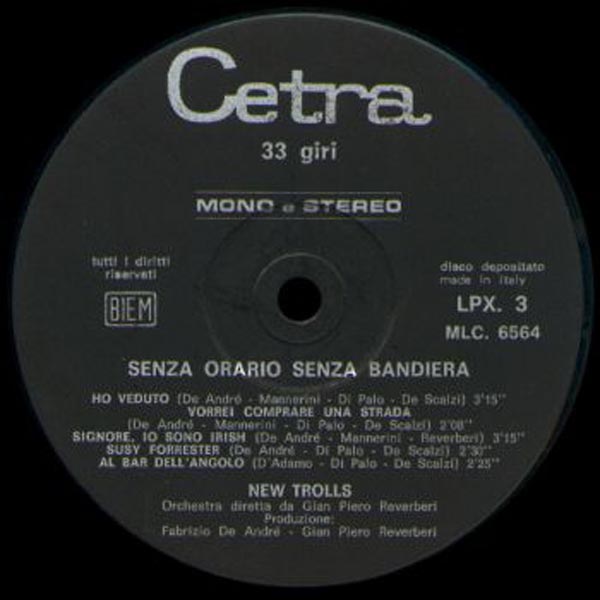 Cetra
33 giri
MONO e STEREO
tutti i diritti
riservati
BIEM
disco depositato
made in Italy
LPX. 3
MLC. 6564
SENZA ORARIO SENZA BANDIERA
HO VEDUTO (De André - Mannerini - Di Palo - De Scalzi) 3'15''
VORREI COMPRARE UNA STRADA
(De André - Mannerini - Di Palo - De Scalzi) 2'08''
SIGNORE, IO SONO IRISH (De André - Mannerini - Reverberi) 3'15''
SUSY FORRESTER (De André - Di Palo - De Scalzi) 2'30''
AL BAR DELL'ANGOLO (D'Adamo - Di Palo - De Scalzi) 2'25''
NEW TROLLS
Orchestra diretta da Gian Piero Reverberi
Produzione:
Fabrizio De André - Gian Piero Reverberi